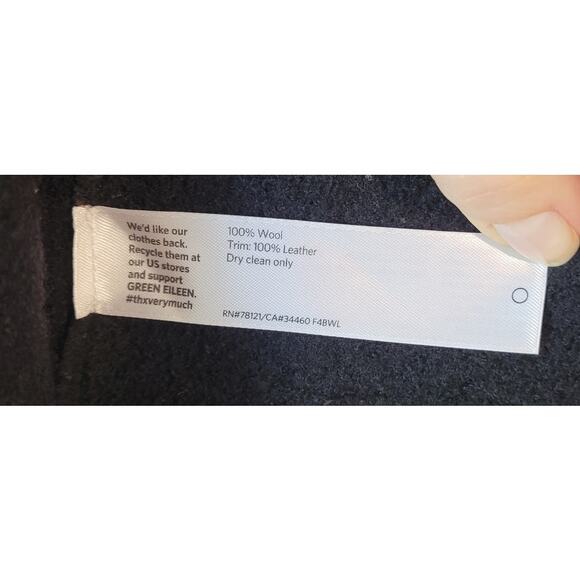 We'd like our
clothes back.
Recycle them at
our US stores
and support
GREEN EILEEN.
#thxverymuch
100% Wool
Trim: 100% Leather
Dry clean only
RN#78121/CA#34460 F4BWL